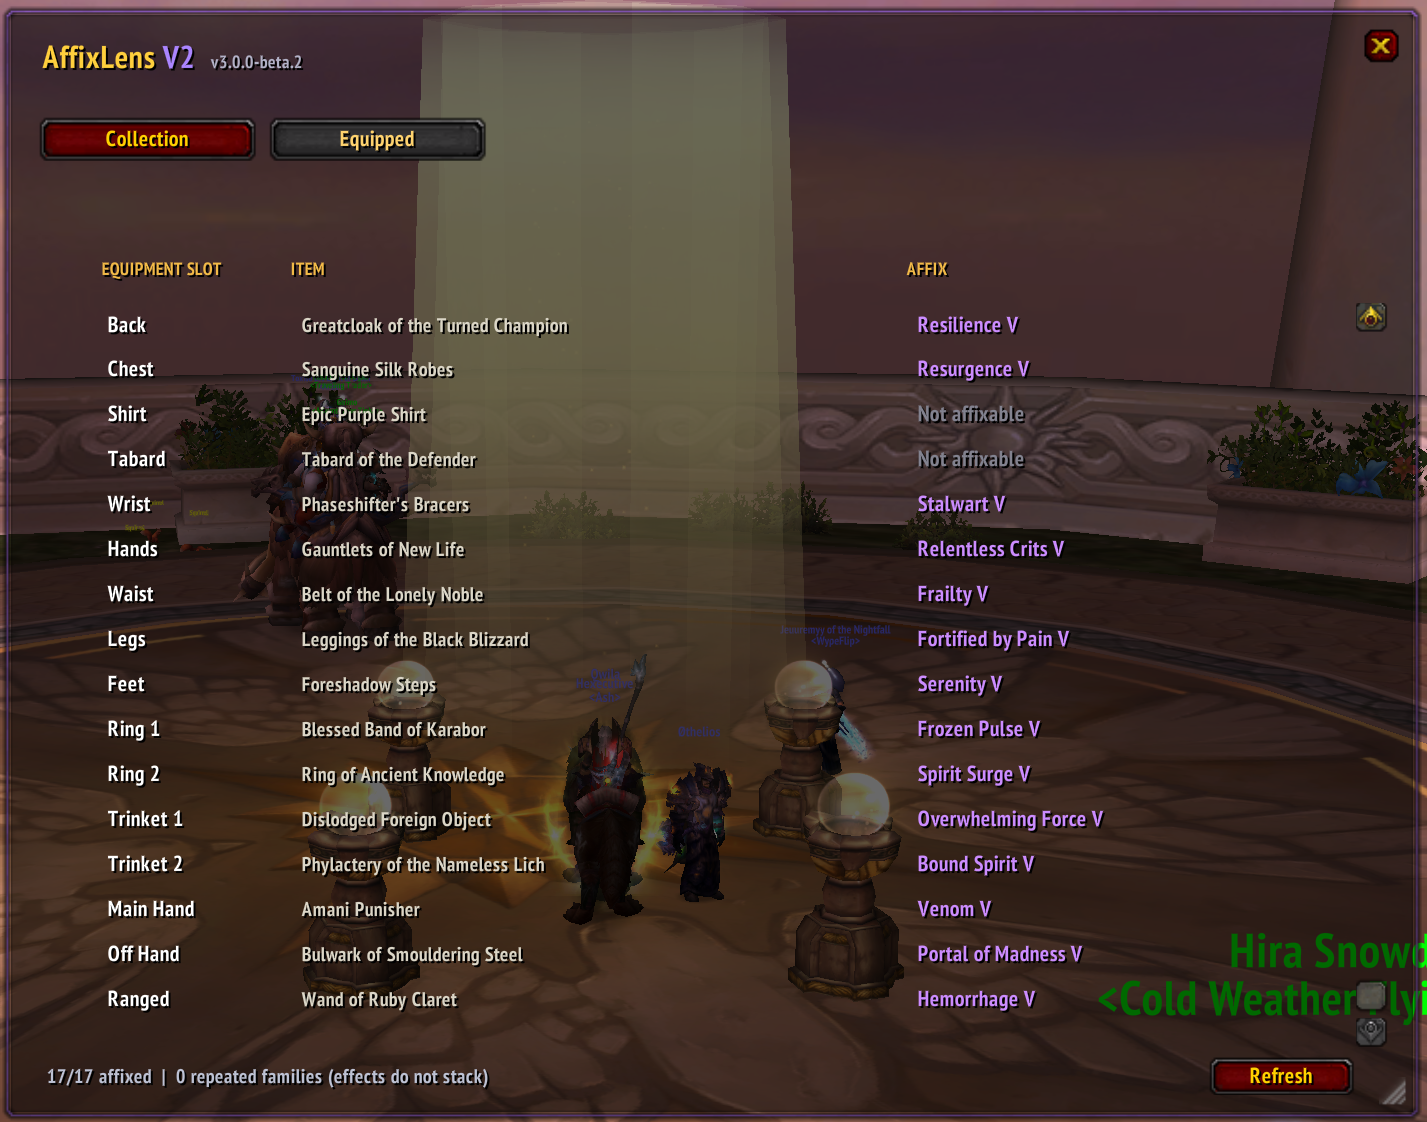 AffixLens V2 v3.0.0-beta.2
Collection Equipped
EQUIPMENT SLOT ITEM AFFIX
Back Greatcloak of the Turned Champion Resilience V
Chest Sanguine Silk Robes Resurgence V
Shirt Epic Purple Shirt Not affixable
Tabard Tabard of the Defender Not affixable
Wrist Phaseshifter's Bracers Stalwart V
Hands Gauntlets of New Life Relentless Crits V
Waist Belt of the Lonely Noble Frailty V
Legs Leggings of the Black Blizzard Fortified by Pain V
Feet Foreshadow Steps Serenity V
Ring 1 Blessed Band of Karabor Frozen Pulse V
Ring 2 Ring of Ancient Knowledge Spirit Surge V
Trinket 1 Dislodged Foreign Object Overwhelming Force V
Trinket 2 Phylactery of the Nameless Lich Bound Spirit V
Main Hand Amani Punisher Venom V
Off Hand Bulwark of Smouldering Steel Portal of Madness V
Ranged Wand of Ruby Claret Hemorrhage V
of the Nightfall
<WypeFlip>
Hira Snowd
<Cold Weather Flyi
17/17 affixed | 0 repeated families (effects do not stack)
Refresh